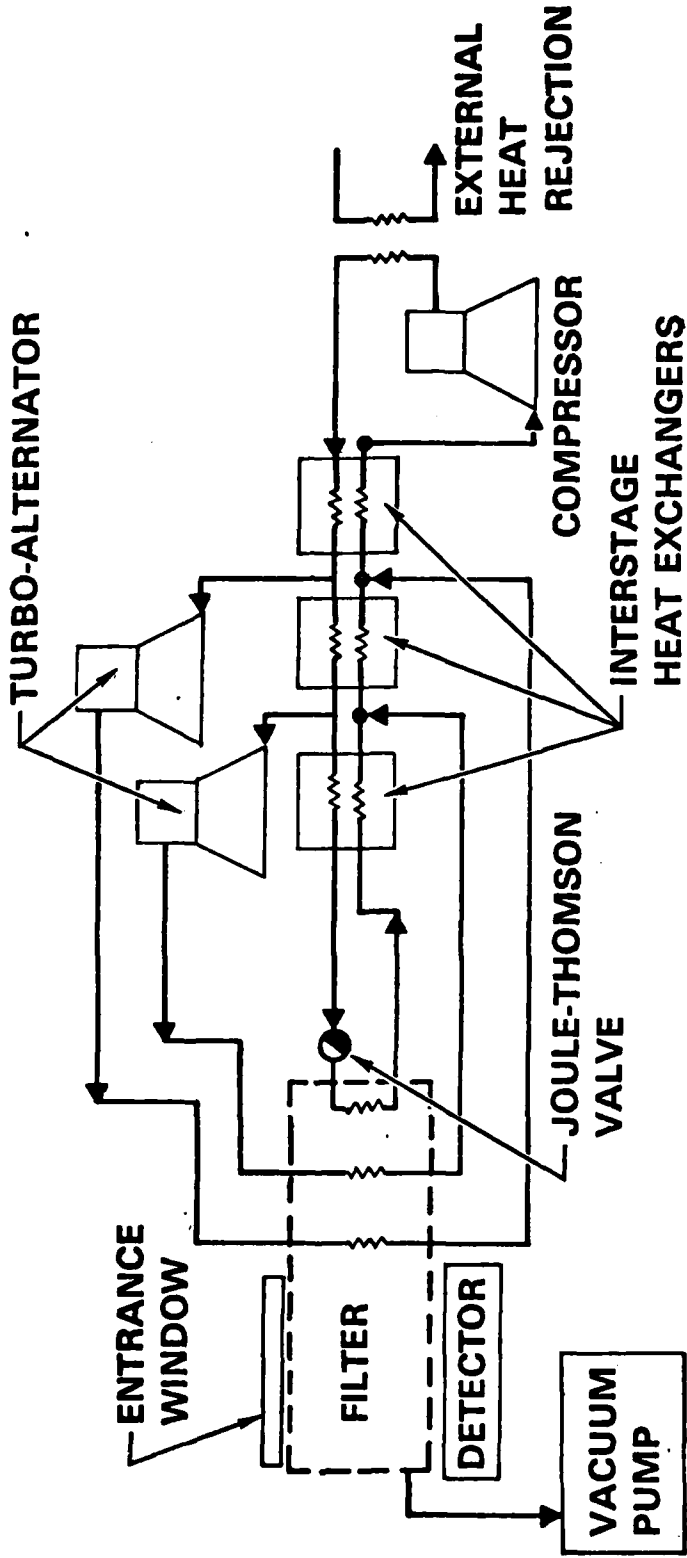 TURBO-ALTERNATOR
ENTRANCE
WINDOW
FILTER
DETECTOR
VACUUM
PUMP
JOULE-THOMSON
VALVE
INTERSTAGE
HEAT EXCHANGERS
COMPRESSOR
EXTERNAL
HEAT
REJECTION